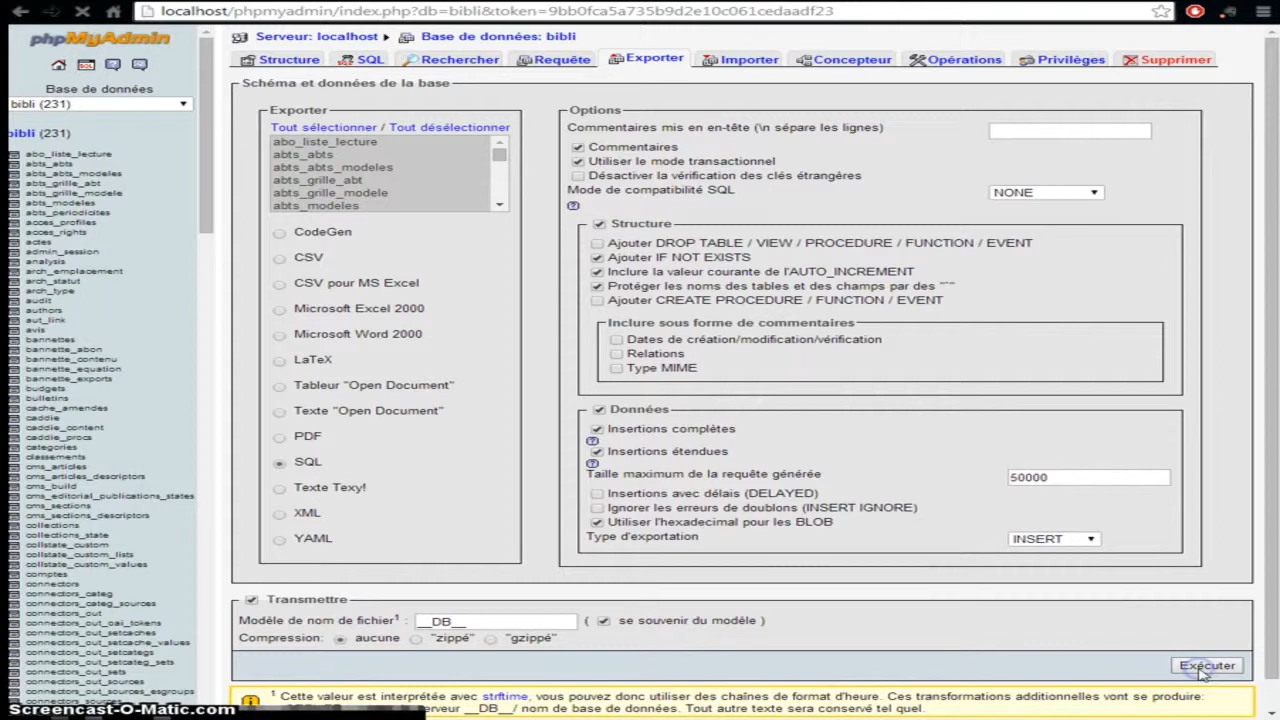 localhost/phpmyadmin/index.php?db=bibli&token=9bb0fca5a735b9d2e10c061cedaadf23
phpMyAdmin
Base de données
bibli (231)
bibli (231)
abo_liste_lecture
abts_abts
abts_abts_modeles
abts_grille_abt
abts_grille_modele
abts_modeles
abts_periodicites
acces_profiles
acces_rights
actes
admin_session
analysis
arch_emplacement
arch_statut
arch_type
audit
authors
aut_link
avis
bannettes
bannette_abon
bannette_contenu
bannette_equation
bannette_exports
budgets
bulletins
cache_amendes
caddie
caddie_content
caddie_procs
categories
classements
cms_articles
cms_articles_descriptors
cms_build
cms_editorial_publications_states
cms_sections
cms_sections_descriptors
collections
collections_state
collstate_custom
collstate_custom_lists
collstate_custom_values
comptes
connectors
connectors_categ
connectors_categ_sources
connectors_out
connectors_out_oai_tokens
connectors_out_setcaches
connectors_out_setcache_values
connectors_out_setcategs
connectors_out_setcateg_sets
connectors_out_sets
connectors_out_sources
connectors_out_sources_esgroups
connectors_sources
Serveur: localhost ▸ Base de données: bibli
Structure SQL Rechercher Requête Exporter Importer Concepteur Opérations Privilèges Supprimer
Schéma et données de la base
Exporter
Tout sélectionner / Tout désélectionner
abo_liste_lecture
abts_abts
abts_abts_modeles
abts_grille_abt
abts_grille_modele
abts_modeles
CodeGen
CSV
CSV pour MS Excel
Microsoft Excel 2000
Microsoft Word 2000
LaTeX
Tableur "Open Document"
Texte "Open Document"
PDF
SQL
Texte Texy!
XML
YAML
Options
Commentaires mis en en-tête (\n sépare les lignes)
Commentaires
Utiliser le mode transactionnel
Désactiver la vérification des clés étrangères
Mode de compatibilité SQL NONE
Structure
Ajouter DROP TABLE / VIEW / PROCEDURE / FUNCTION / EVENT
Ajouter IF NOT EXISTS
Inclure la valeur courante de l'AUTO_INCREMENT
Protéger les noms des tables et des champs par des "`"
Ajouter CREATE PROCEDURE / FUNCTION / EVENT
Inclure sous forme de commentaires
Dates de création/modification/vérification
Relations
Type MIME
Données
Insertions complètes
Insertions étendues
Taille maximum de la requête générée 50000
Insertions avec délais (DELAYED)
Ignorer les erreurs de doublons (INSERT IGNORE)
Utiliser l'hexadecimal pour les BLOB
Type d'exportation INSERT
Transmettre
Modèle de nom de fichier¹ : __DB__ ( se souvenir du modèle )
Compression: aucune "zippé" "gzippé"
Exécuter
¹ Cette valeur est interprétée avec strftime, vous pouvez donc utiliser des chaînes de format d'heure. Ces transformations additionnelles vont se produire:
serveur __DB__/ nom de base de données. Tout autre texte sera conservé tel quel.
Screencast-O-Matic.com